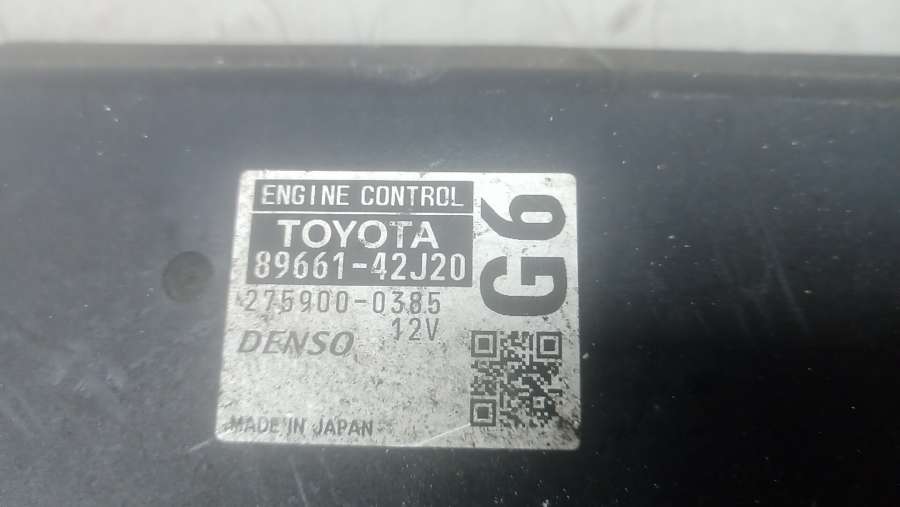 ENGINE CONTROL
TOYOTA
89661-42J20
275900-0385
12V
DENSO
MADE IN JAPAN
G6